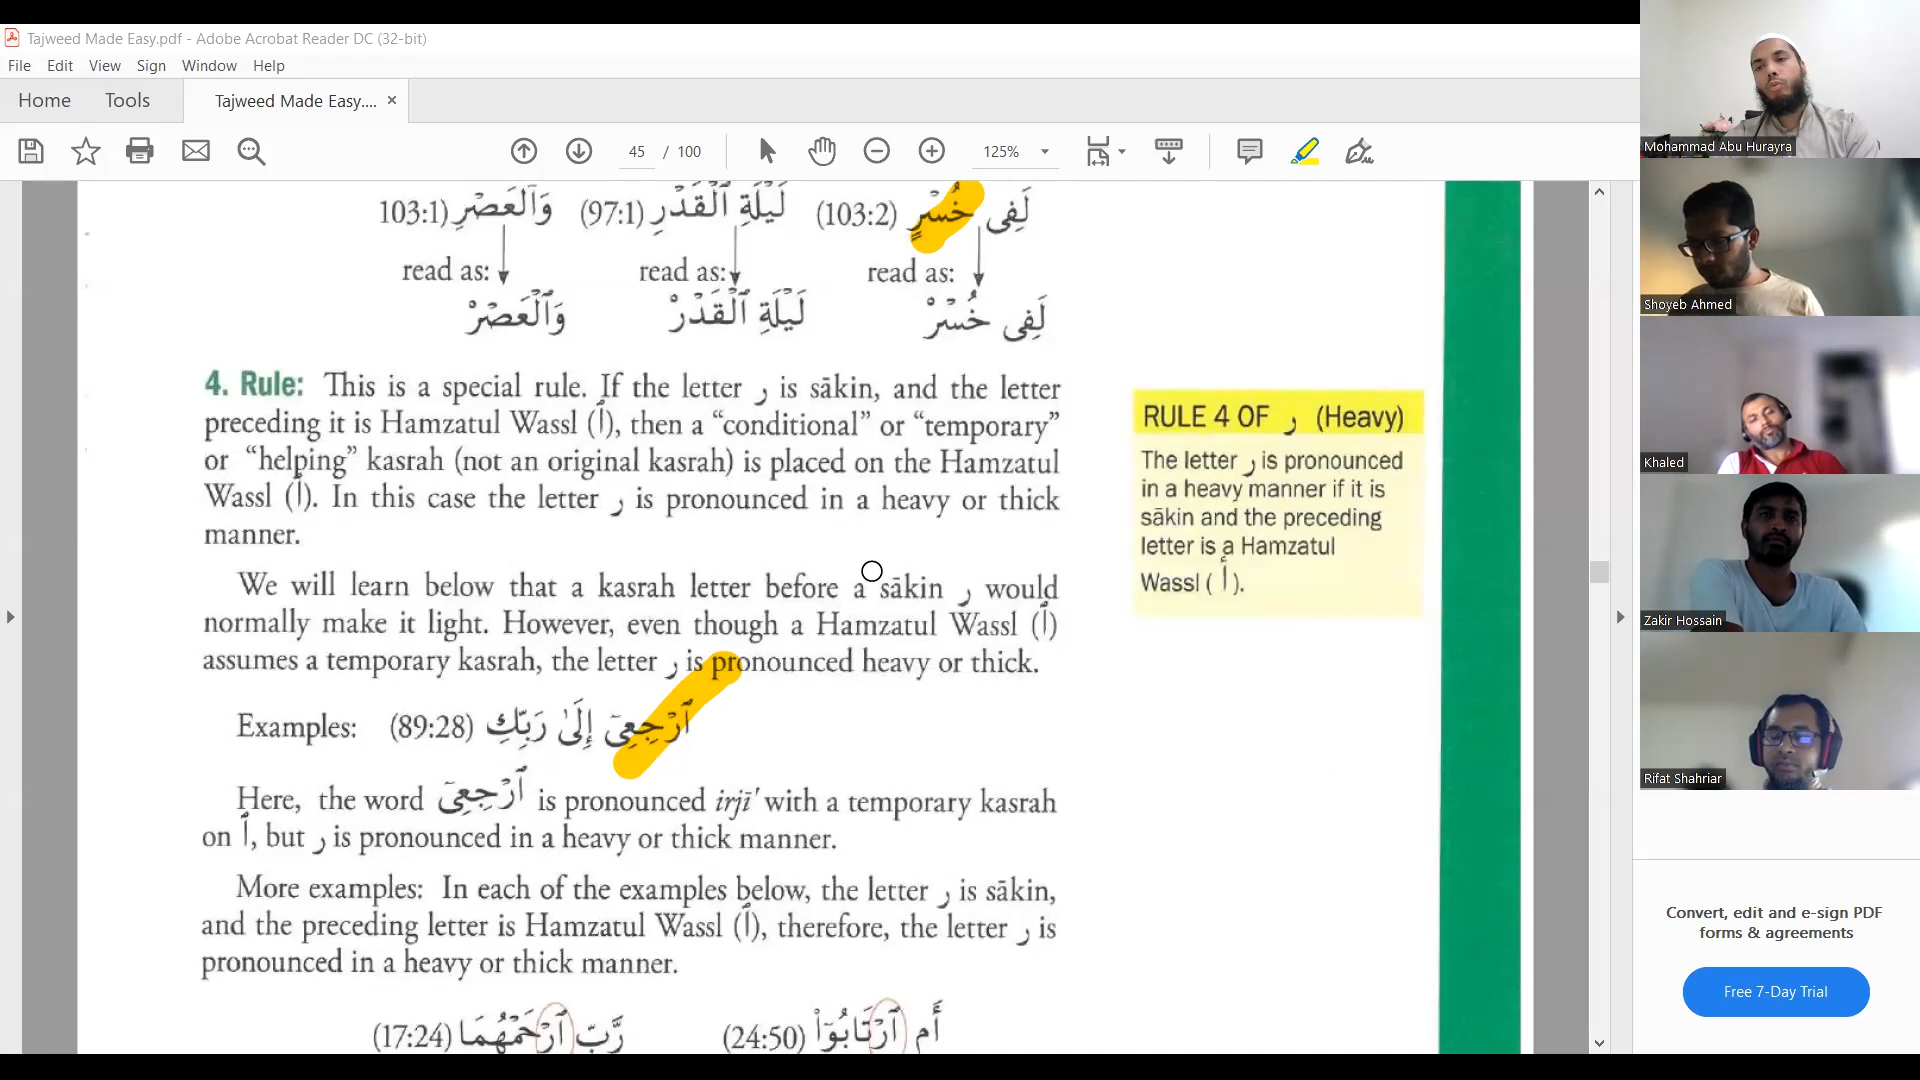 Tajweed Made Easy.pdf - Adobe Acrobat Reader DC (32-bit)
File Edit View Sign Window Help
Home Tools Tajweed Made Easy.... ×
45 / 100 125%
لَفِى خُسْرٍ (103:2) لَيْلَةِ ٱلْقَدْرِ (97:1) وَٱلْعَصْرِ (103:1
read as: read as: read as:
لَفِى خُسْرْ لَيْلَةِ ٱلْقَدْرْ وَٱلْعَصْرْ
4. Rule: This is a special rule. If the letter ر is sākin, and the letter
preceding it is Hamzatul Wassl (ٱ), then a “conditional” or “temporary”
or “helping” kasrah (not an original kasrah) is placed on the Hamzatul
Wassl (ٱ). In this case the letter ر is pronounced in a heavy or thick
manner.
We will learn below that a kasrah letter before a sākin ر would
normally make it light. However, even though a Hamzatul Wassl (ٱ)
assumes a temporary kasrah, the letter ر is pronounced heavy or thick.
Examples: (89:28) ٱرْجِعِىٓ إِلَىٰ رَبِّكِ
Here, the word ٱرْجِعِىٓ is pronounced irjī' with a temporary kasrah
on ٱ, but ر is pronounced in a heavy or thick manner.
More examples: In each of the examples below, the letter ر is sākin,
and the preceding letter is Hamzatul Wassl (ٱ), therefore, the letter ر is
pronounced in a heavy or thick manner.
أَمِ ٱرْتَابُوٓا۟ (24:50) رَّبِّ ٱرْحَمْهُمَا (17:24)
RULE 4 OF ر (Heavy)
The letter ر is pronounced
in a heavy manner if it is
sākin and the preceding
letter is a Hamzatul
Wassl (ٱ).
Mohammad Abu Hurayra
Shoyeb Ahmed
Khaled
Zakir Hossain
Rifat Shahriar
Convert, edit and e-sign PDF
forms & agreements
Free 7-Day Trial